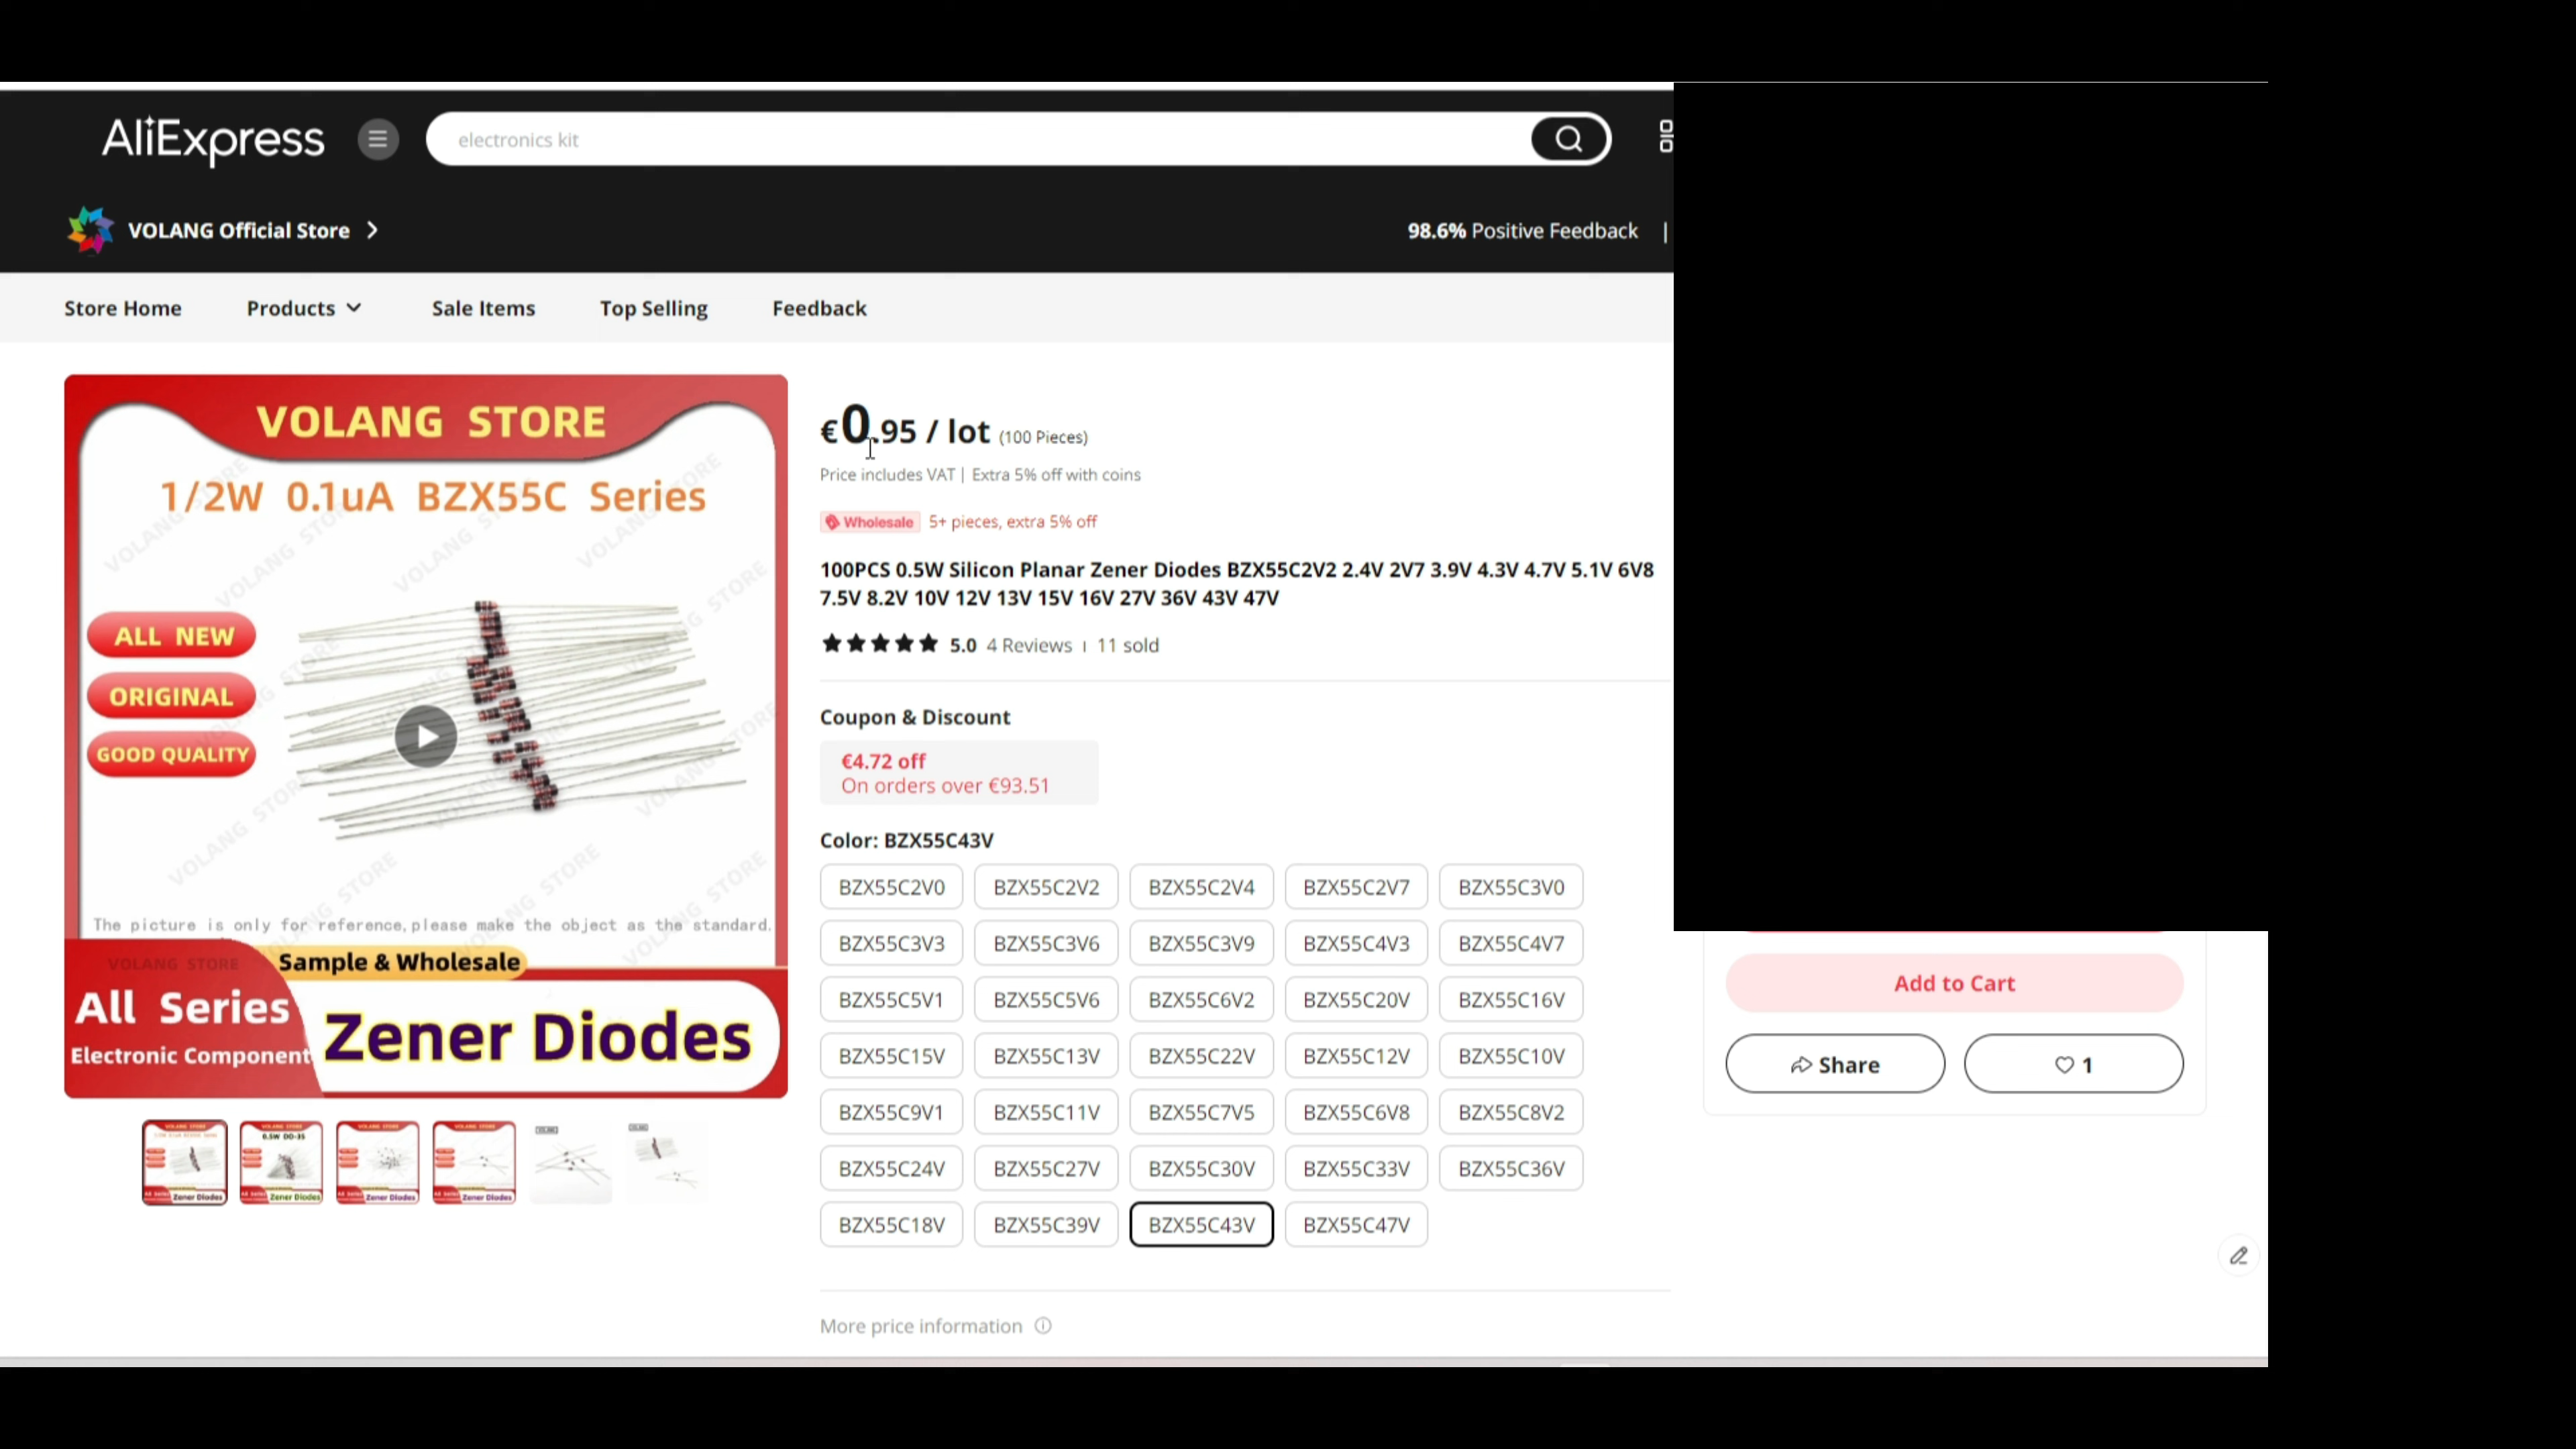 AliExpress
electronics kit
VOLANG Official Store
98.6% Positive Feedback |
Store Home
Products
Sale Items
Top Selling
Feedback
VOLANG STORE
1/2W 0.1uA BZX55C Series
ALL NEW
ORIGINAL
GOOD QUALITY
The picture is only for reference,please make the object as the standard.
Sample & Wholesale
All Series
Electronic Component
Zener Diodes
€0.95 / lot (100 Pieces)
Price includes VAT | Extra 5% off with coins
Wholesale 5+ pieces, extra 5% off
100PCS 0.5W Silicon Planar Zener Diodes BZX55C2V2 2.4V 2V7 3.9V 4.3V 4.7V 5.1V 6V8
7.5V 8.2V 10V 12V 13V 15V 16V 27V 36V 43V 47V
5.0 4 Reviews 11 sold
Coupon & Discount
€4.72 off
On orders over €93.51
Color: BZX55C43V
BZX55C2V0 BZX55C2V2 BZX55C2V4 BZX55C2V7 BZX55C3V0
BZX55C3V3 BZX55C3V6 BZX55C3V9 BZX55C4V3 BZX55C4V7
BZX55C5V1 BZX55C5V6 BZX55C6V2 BZX55C20V BZX55C16V
BZX55C15V BZX55C13V BZX55C22V BZX55C12V BZX55C10V
BZX55C9V1 BZX55C11V BZX55C7V5 BZX55C6V8 BZX55C8V2
BZX55C24V BZX55C27V BZX55C30V BZX55C33V BZX55C36V
BZX55C18V BZX55C39V BZX55C43V BZX55C47V
More price information
Add to Cart
Share
1